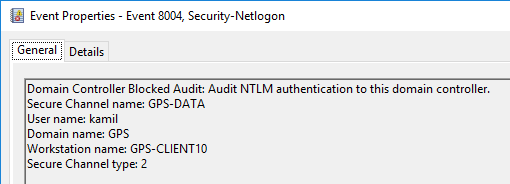 Event Properties - Event 8004, Security-Netlogon
General Details
Domain Controller Blocked Audit: Audit NTLM authentication to this domain controller.
Secure Channel name: GPS-DATA
User name: kamil
Domain name: GPS
Workstation name: GPS-CLIENT10
Secure Channel type: 2